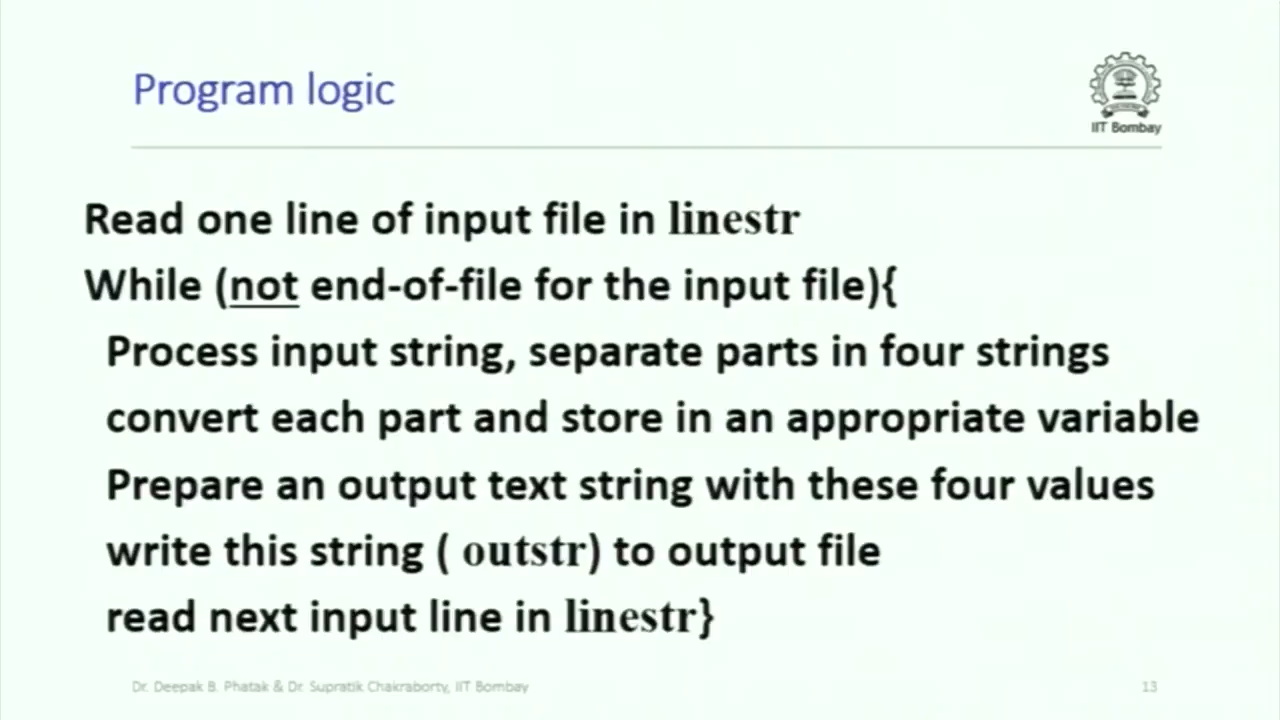 Program logic
IIT Bombay
Read one line of input file in linestr
While (not end-of-file for the input file){
Process input string, separate parts in four strings
convert each part and store in an appropriate variable
Prepare an output text string with these four values
write this string ( outstr) to output file
read next input line in linestr}
Dr. Deepak B. Phatak & Dr. Supratik Chakraborty, IIT Bombay
13